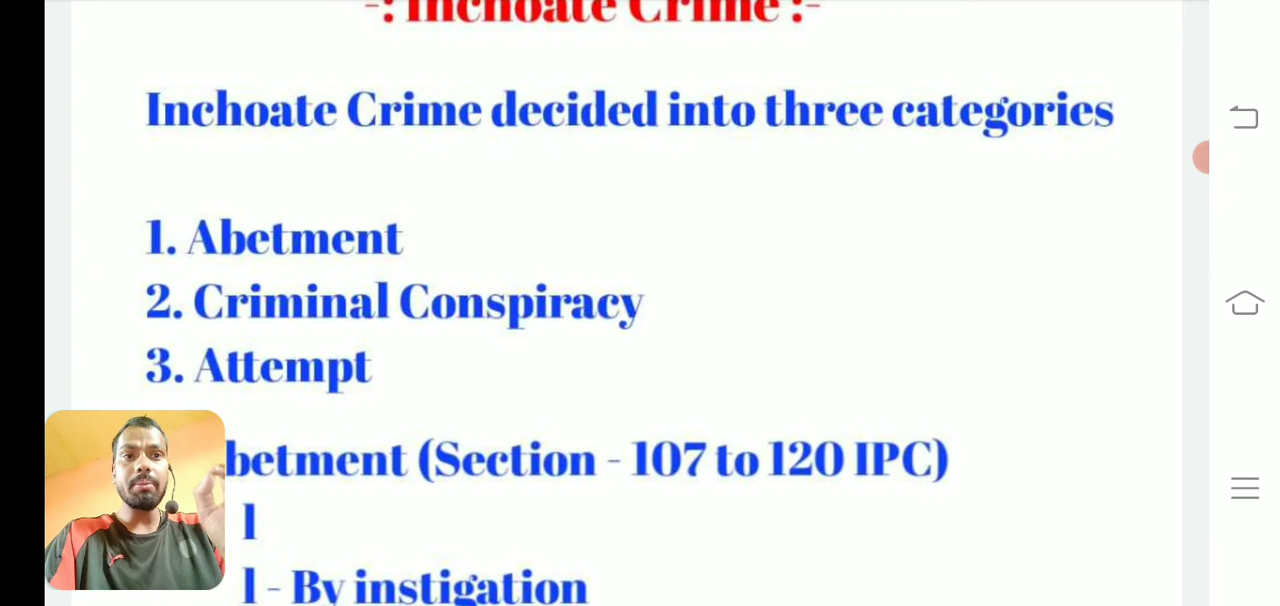 -: Inchoate Crime :-
Inchoate Crime decided into three categories
1. Abetment
2. Criminal Conspiracy
3. Attempt
betment (Section - 107 to 120 IPC)
1
1 - By instigation